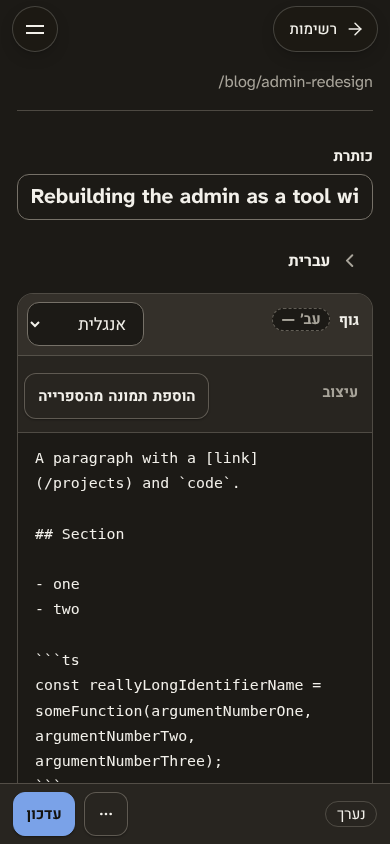 רשימות
/blog/admin-redesign
כותרת
Rebuilding the admin as a tool wi
עברית
גוף
עב' —
אנגלית
עיצוב
הוספת תמונה מהספרייה
A paragraph with a [link]
(/projects) and `code`.
## Section
- one
- two
```ts
const reallyLongIdentifierName =
someFunction(argumentNumberOne,
argumentNumberTwo,
argumentNumberThree);
```
נערך
···
עדכון